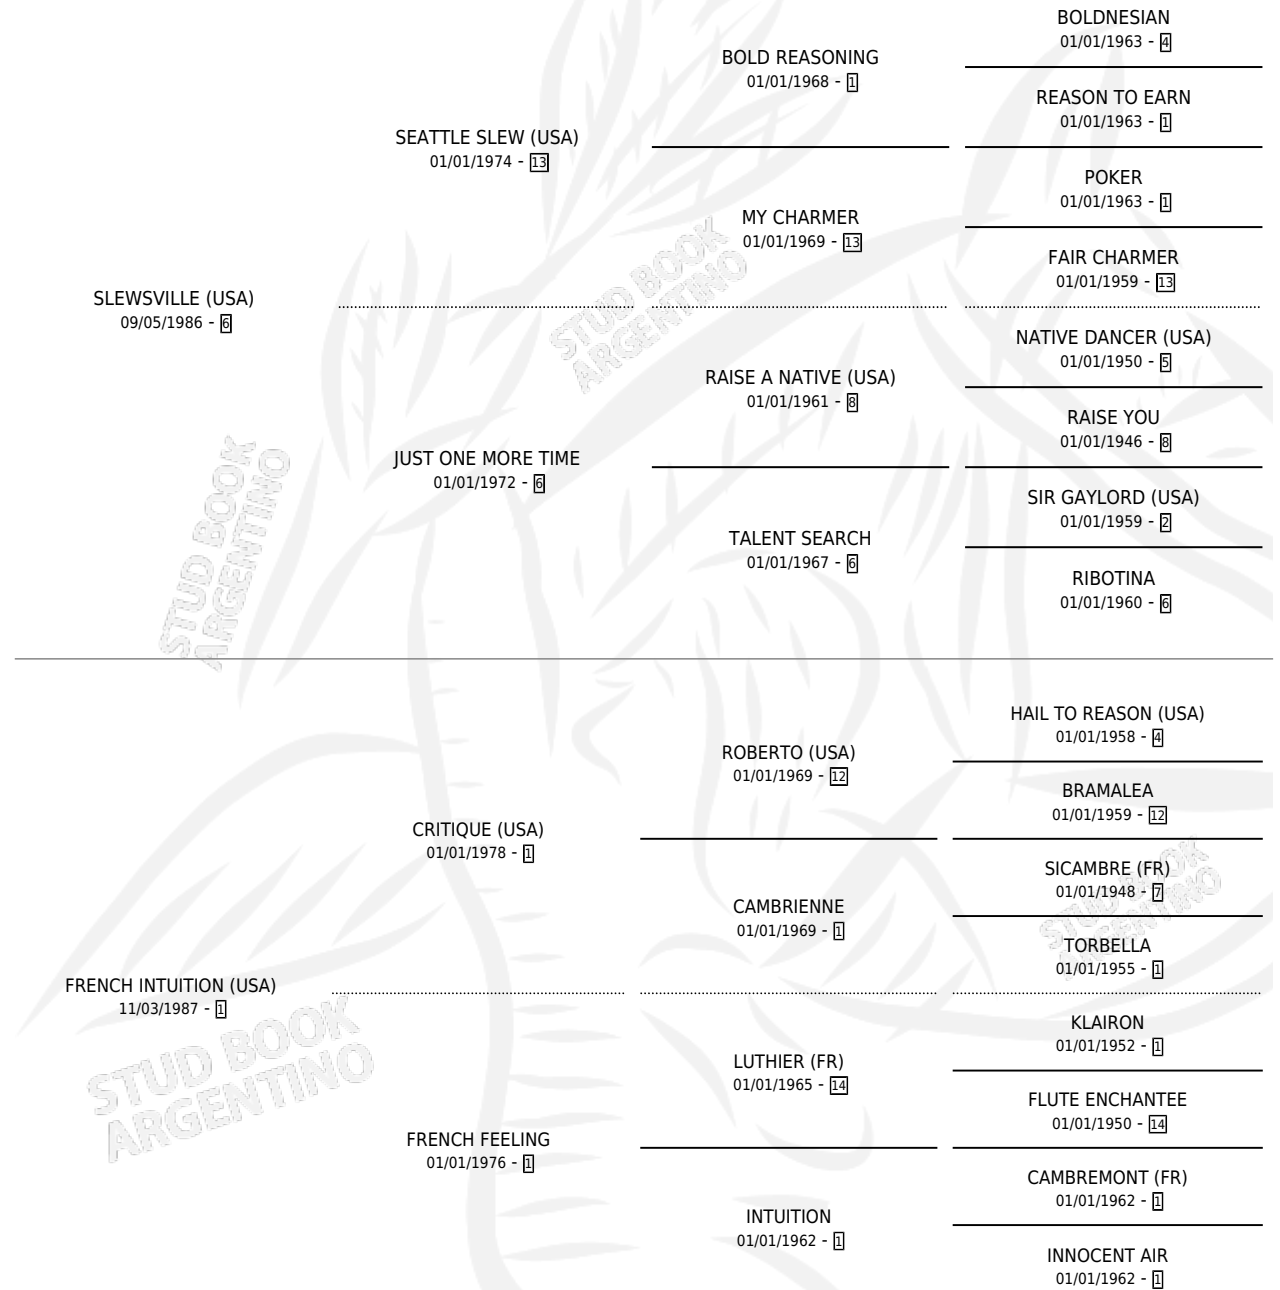 BOLDNESIAN
01/01/1963 - 4
BOLD REASONING
01/01/1968 - 1
REASON TO EARN
01/01/1963 - 1
SEATTLE SLEW (USA)
01/01/1974 - 13
POKER
01/01/1963 - 1
MY CHARMER
01/01/1969 - 13
FAIR CHARMER
01/01/1959 - 13
SLEWSVILLE (USA)
09/05/1986 - 6
NATIVE DANCER (USA)
01/01/1950 - 5
RAISE A NATIVE (USA)
01/01/1961 - 8
RAISE YOU
01/01/1946 - 8
JUST ONE MORE TIME
01/01/1972 - 6
SIR GAYLORD (USA)
01/01/1959 - 2
TALENT SEARCH
01/01/1967 - 6
RIBOTINA
01/01/1960 - 6
HAIL TO REASON (USA)
01/01/1958 - 4
ROBERTO (USA)
01/01/1969 - 12
BRAMALEA
01/01/1959 - 12
CRITIQUE (USA)
01/01/1978 - 1
SICAMBRE (FR)
01/01/1948 - 7
CAMBRIENNE
01/01/1969 - 1
TORBELLA
01/01/1955 - 1
FRENCH INTUITION (USA)
11/03/1987 - 1
KLAIRON
01/01/1952 - 1
LUTHIER (FR)
01/01/1965 - 14
FLUTE ENCHANTEE
01/01/1950 - 14
FRENCH FEELING
01/01/1976 - 1
CAMBREMONT (FR)
01/01/1962 - 1
INTUITION
01/01/1962 - 1
INNOCENT AIR
01/01/1962 - 1
STUD BOOK
ARGENTINO
STUD BOOK
ARGENTINO
STUD BOOK
ARGENTINO
STUD BOOK
ARGENTINO